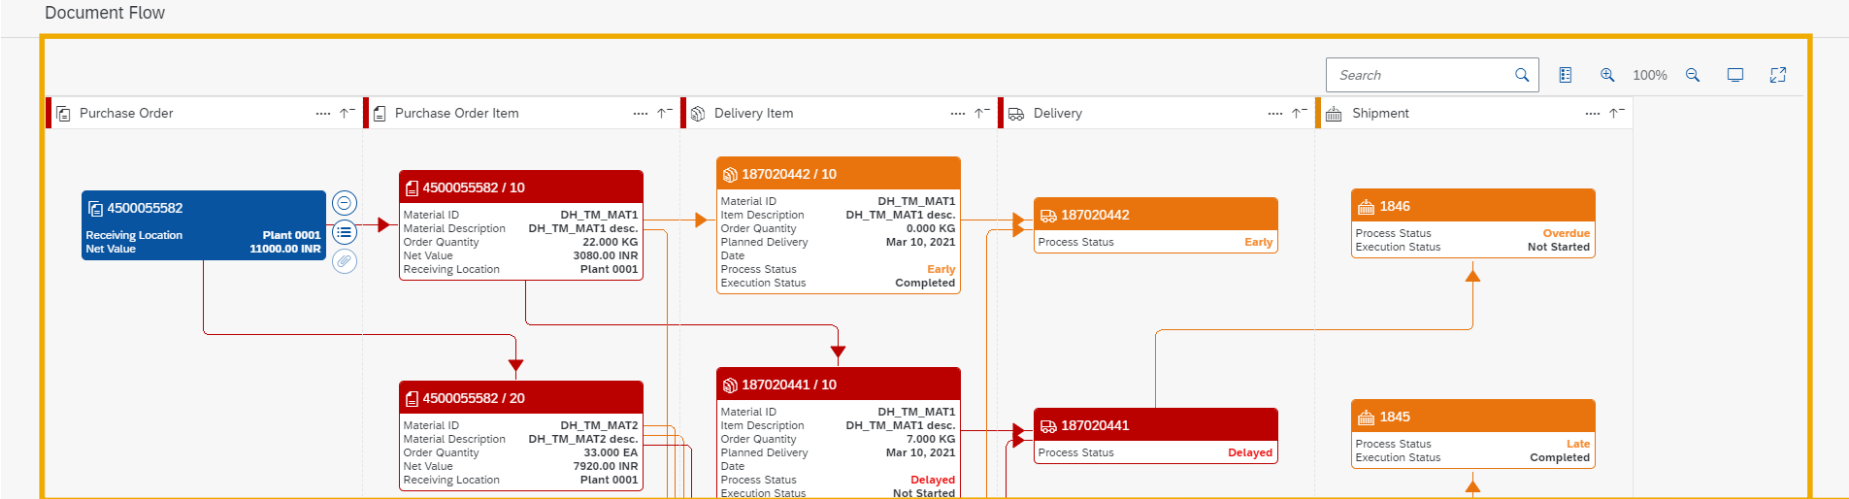 Document Flow
Search
100%
Purchase Order
Purchase Order Item
Delivery Item
Delivery
Shipment
4500055582
Receiving Location Plant 0001
Net Value 11000.00 INR
4500055582 / 10
Material ID DH_TM_MAT1
Material Description DH_TM_MAT1 desc.
Order Quantity 22.000 KG
Net Value 3080.00 INR
Receiving Location Plant 0001
4500055582 / 20
Material ID DH_TM_MAT2
Material Description DH_TM_MAT2 desc.
Order Quantity 33.000 EA
Net Value 7920.00 INR
Receiving Location Plant 0001
187020442 / 10
Material ID DH_TM_MAT1
Item Description DH_TM_MAT1 desc.
Order Quantity 0.000 KG
Planned Delivery Mar 10, 2021
Date
Process Status Early
Execution Status Completed
187020441 / 10
Material ID DH_TM_MAT1
Item Description DH_TM_MAT1 desc.
Order Quantity 7.000 KG
Planned Delivery Mar 10, 2021
Date
Process Status Delayed
Execution Status Not Started
187020442
Process Status Early
187020441
Process Status Delayed
1846
Process Status Overdue
Execution Status Not Started
1845
Process Status Late
Execution Status Completed